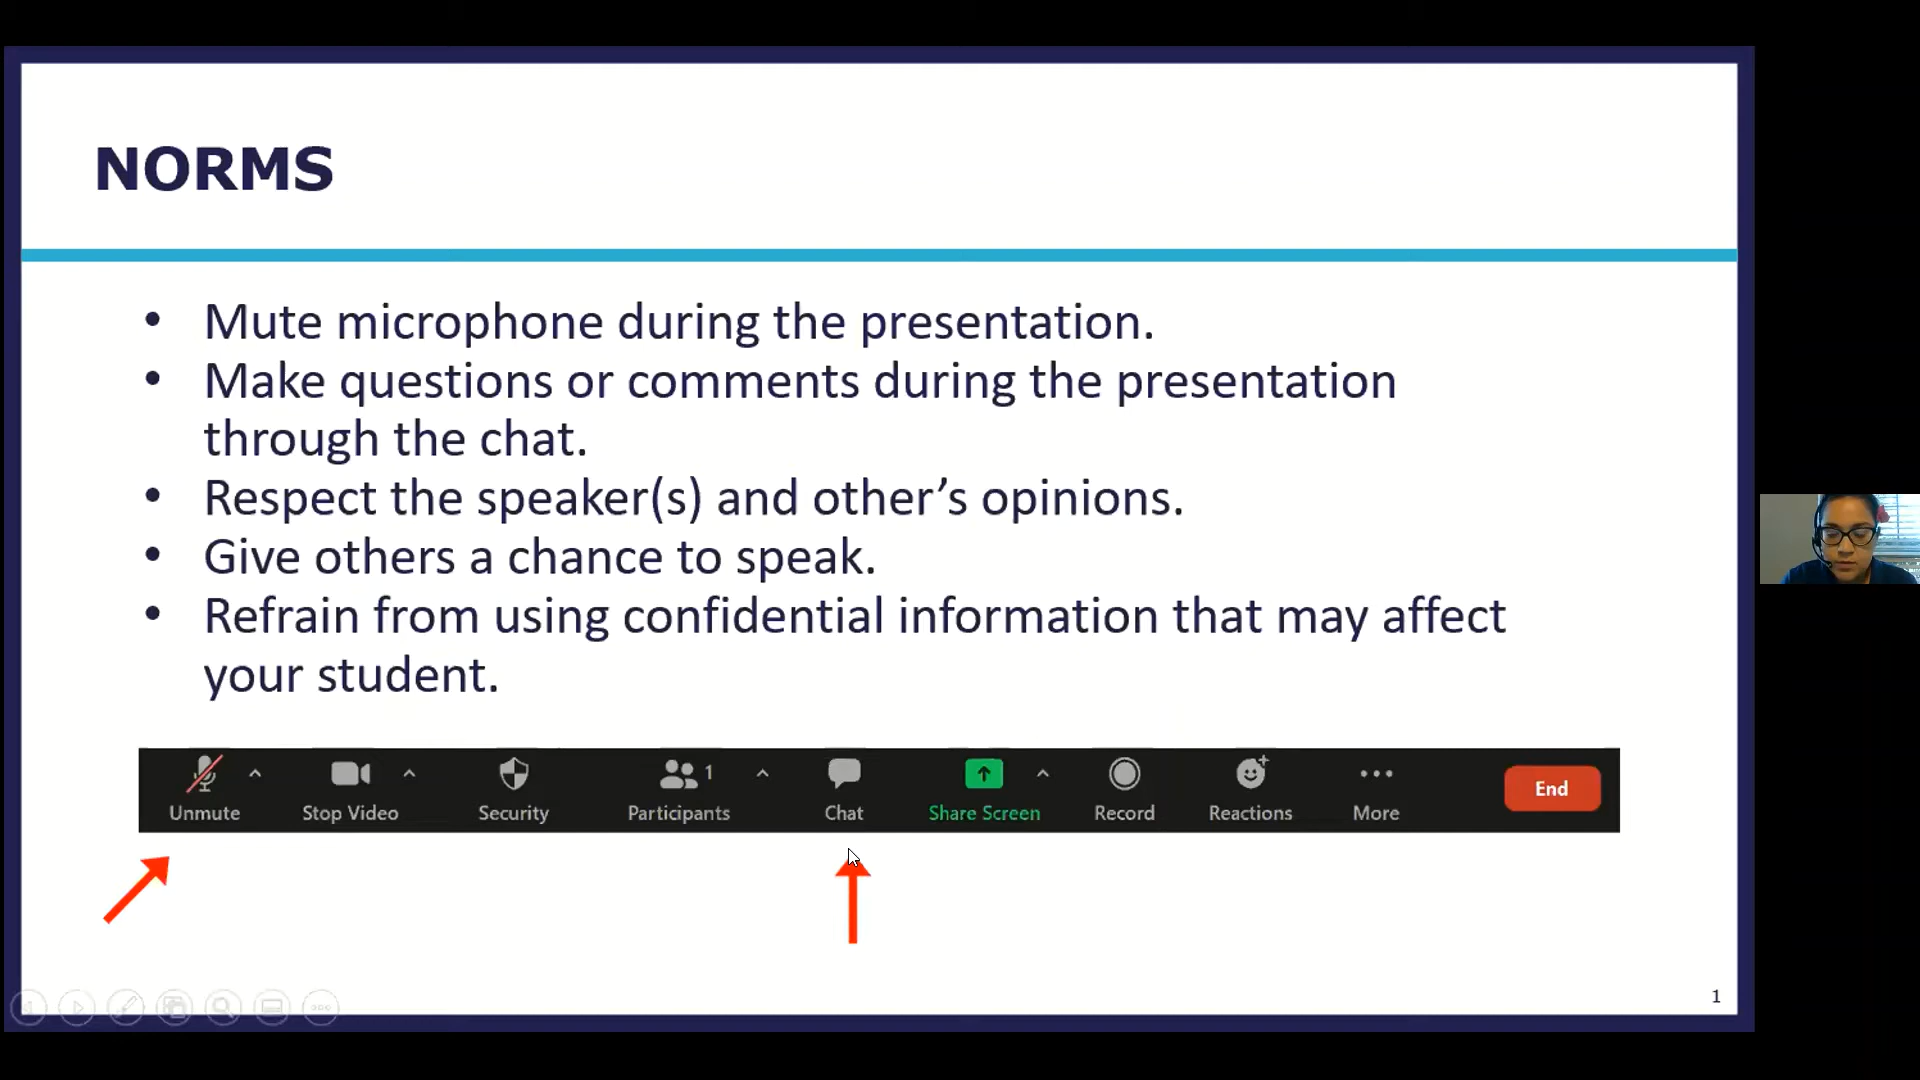 NORMS
• Mute microphone during the presentation.
• Make questions or comments during the presentation
through the chat.
• Respect the speaker(s) and other’s opinions.
• Give others a chance to speak.
• Refrain from using confidential information that may affect
your student.
1
Unmute Stop Video Security Participants Chat Share Screen Record Reactions More End
1